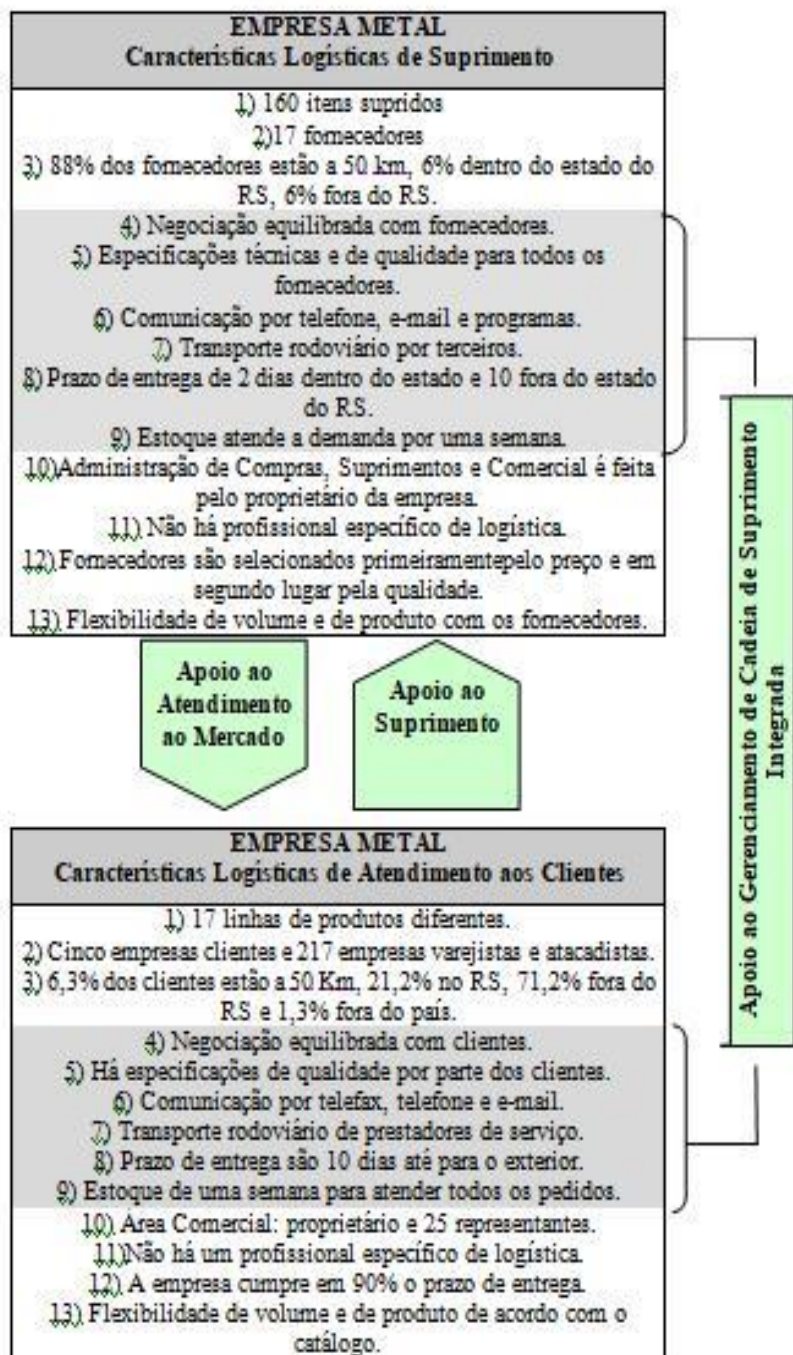 EMPRESA METAL
Características Logísticas de Suprimento
1) 160 itens supridos
2)17 fornecedores
3) 88% dos fornecedores estão a 50 km, 6% dentro do estado do
RS, 6% fora do RS.
4) Negociação equilibrada com fornecedores.
5) Especificações técnicas e de qualidade para todos os
fornecedores.
6) Comunicação por telefone, e-mail e programas.
7) Transporte rodoviário por terceiros.
8) Prazo de entrega de 2 dias dentro do estado e 10 fora do estado
do RS.
9) Estoque atende a demanda por uma semana.
10)Administração de Compras, Suprimentos e Comercial é feita
pelo proprietário da empresa.
11) Não há profissional específico de logística.
12) Fornecedores são selecionados primeiramentepelo preço e em
segundo lugar pela qualidade.
13) Flexibilidade de volume e de produto com os fornecedores.
Apoio ao
Atendimento
ao Mercado
Apoio ao
Suprimento
Apoio ao Gerenciamento de Cadeia de Suprimento
Integrada
EMPRESA METAL
Características Logísticas de Atendimento aos Clientes
1) 17 linhas de produtos diferentes.
2) Cinco empresas clientes e 217 empresas varejistas e atacadistas.
3) 6,3% dos clientes estão a 50 Km, 21,2% no RS, 71,2% fora do
RS e 1,3% fora do país.
4) Negociação equilibrada com clientes.
5) Há especificações de qualidade por parte dos clientes.
6) Comunicação por telefax, telefone e e-mail.
7) Transporte rodoviário de prestadores de serviço.
8) Prazo de entrega são 10 dias até para o exterior.
9) Estoque de uma semana para atender todos os pedidos.
10) Area Comercial: proprietário e 25 representantes.
11)Não há um profissional específico de logística.
12) A empresa cumpre em 90% o prazo de entrega.
13) Flexibilidade de volume e de produto de acordo com o
catálogo.